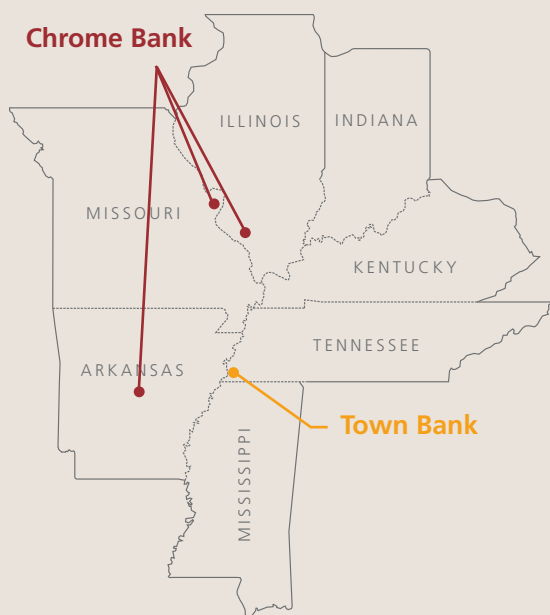 Chrome Bank
ILLINOIS
INDIANA
MISSOURI
KENTUCKY
TENNESSEE
ARKANSAS
Town Bank
MISSISSIPPI